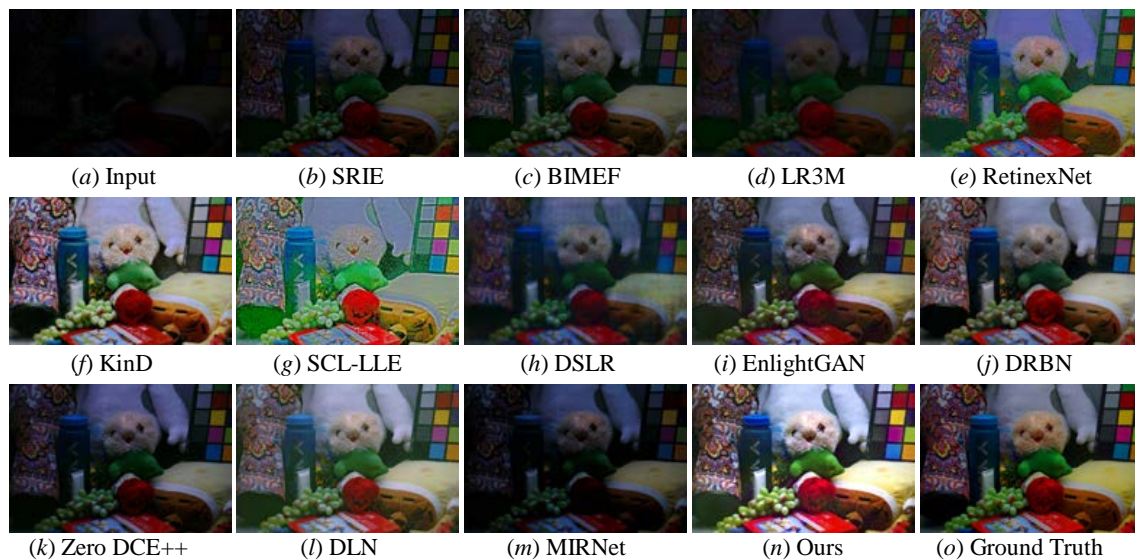 (a) Input (b) SRIE (c) BIMEF (d) LR3M (e) RetinexNet
(f) KinD (g) SCL-LLE (h) DSLR (i) EnlightGAN (j) DRBN
(k) Zero DCE++ (l) DLN (m) MIRNet (n) Ours (o) Ground Truth